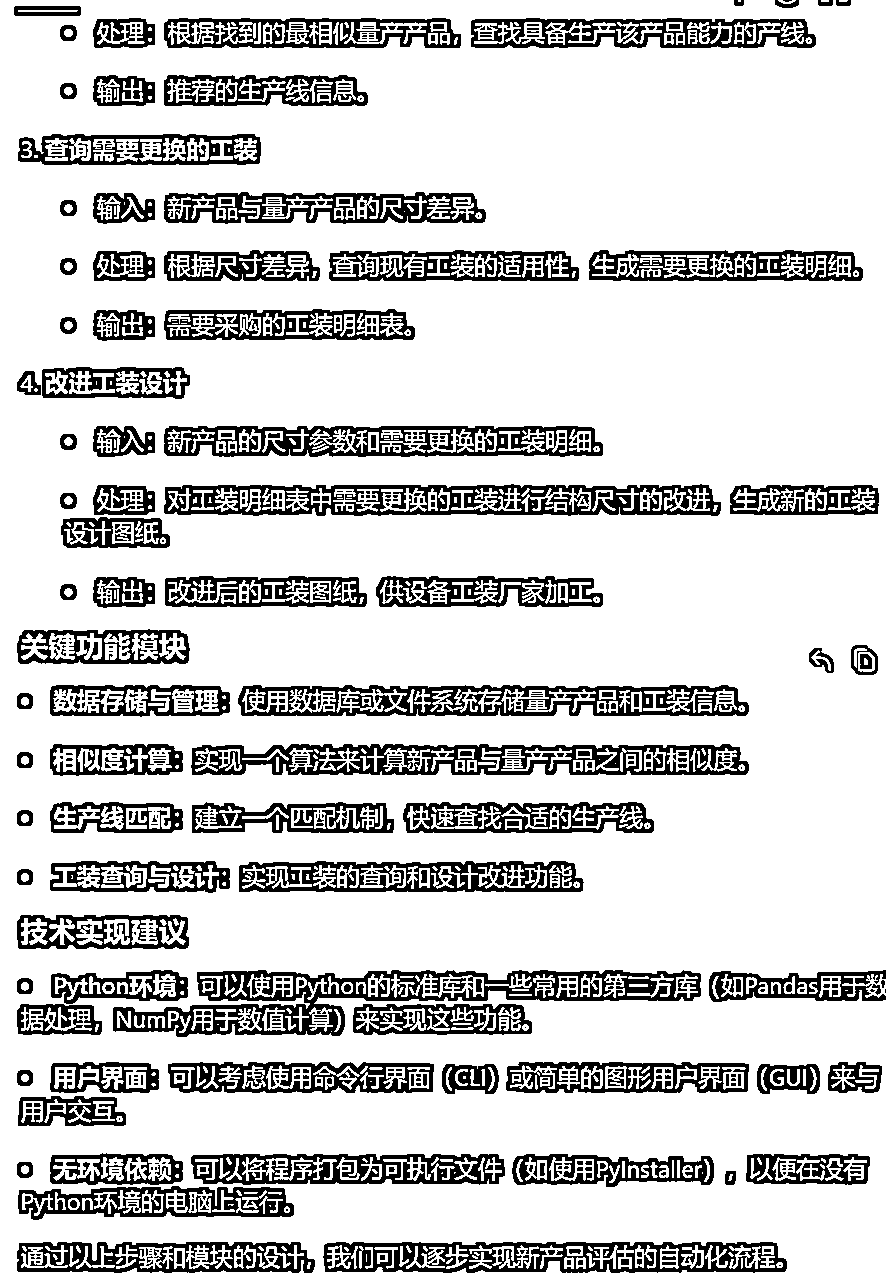 处理：根据找到的最相似量产产品，查找具备生产该产品能力的产线。
输出：推荐的生产线信息。
3. 查询需要更换的工装
输入：新产品与量产产品的尺寸差异。
处理：根据尺寸差异，查询现有工装的适用性，生成需要更换的工装明细。
输出：需要采购的工装明细表。
4. 改进工装设计
输入：新产品的尺寸参数和需要更换的工装明细。
处理：对工装明细表中需要更换的工装进行结构尺寸的改进，生成新的工装
设计图纸。
输出：改进后的工装图纸，供设备工装厂家加工。
关键功能模块
数据存储与管理：使用数据库或文件系统存储量产产品和工装信息。
相似度计算：实现一个算法来计算新产品与量产产品之间的相似度。
生产线匹配：建立一个匹配机制，快速查找合适的生产线。
工装查询与设计：实现工装的查询和设计改进功能。
技术实现建议
Python环境：可以使用Python的标准库和一些常用的第三方库（如Pandas用于数
据处理，NumPy用于数值计算）来实现这些功能。
用户界面：可以考虑使用命令行界面（CLI）或简单的图形用户界面（GUI）来与
用户交互。
无环境依赖：可以将程序打包为可执行文件（如使用PyInstaller），以便在没有
Python环境的电脑上运行。
通过以上步骤和模块的设计，我们可以逐步实现新产品评估的自动化流程。